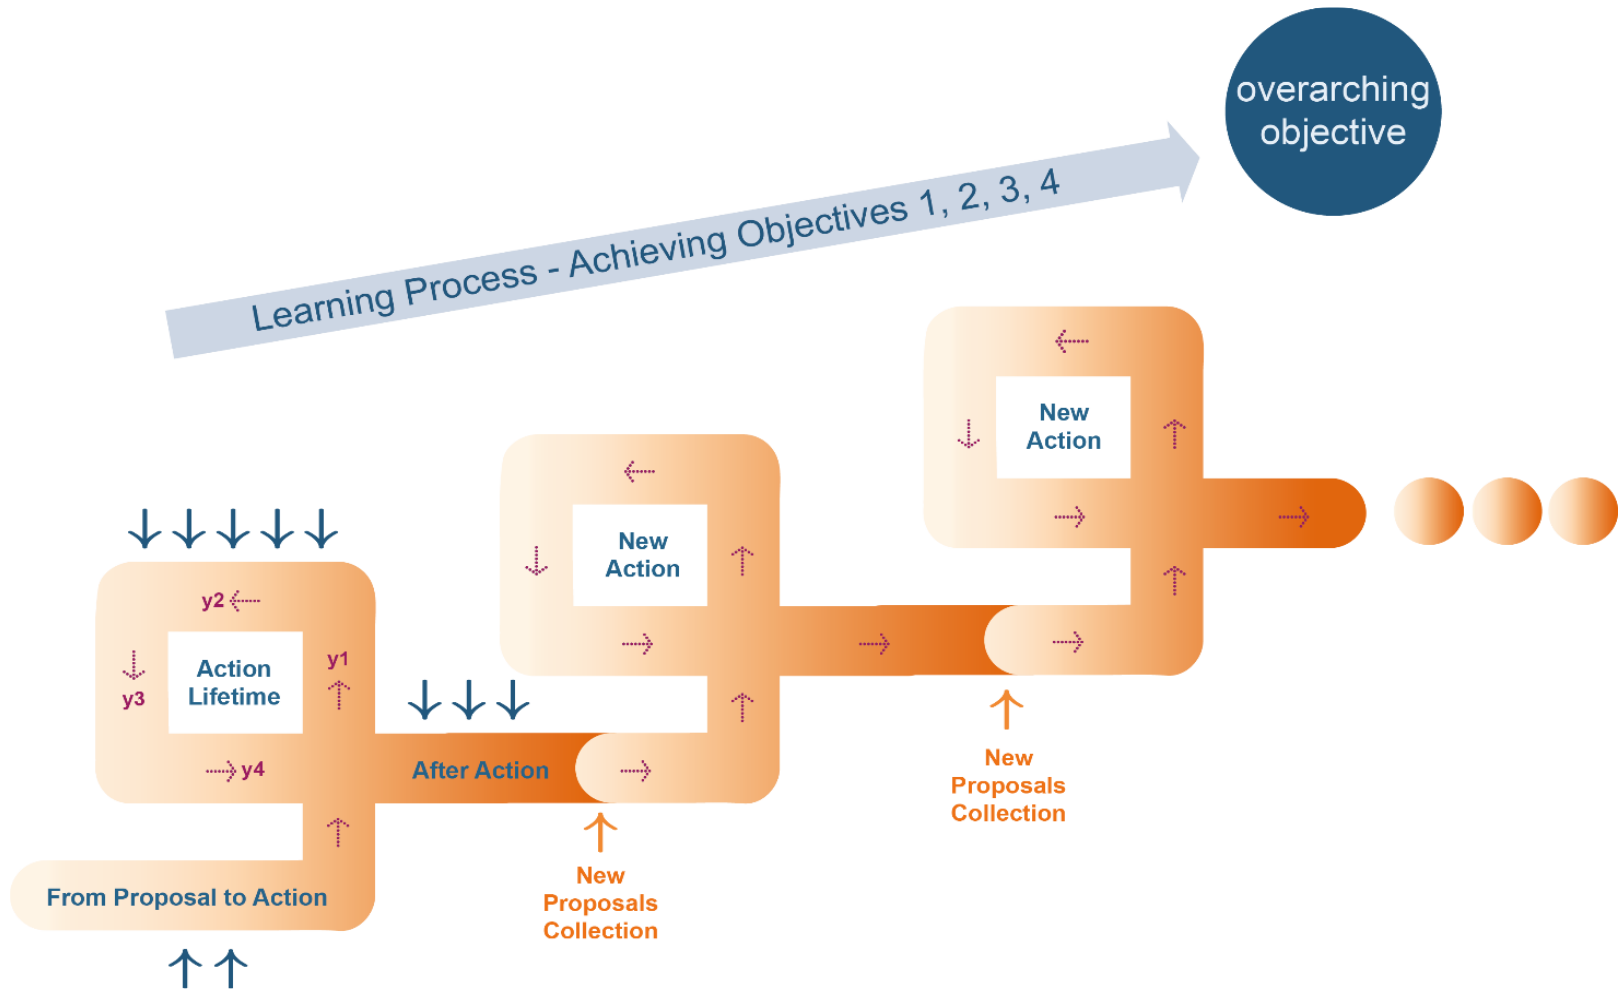 overarching
objective
Learning Process - Achieving Objectives 1, 2, 3, 4
New
Action
New
Action
y2
Action
Lifetime
y1
y3
y4
After Action
New
Proposals
Collection
From Proposal to Action
New
Proposals
Collection